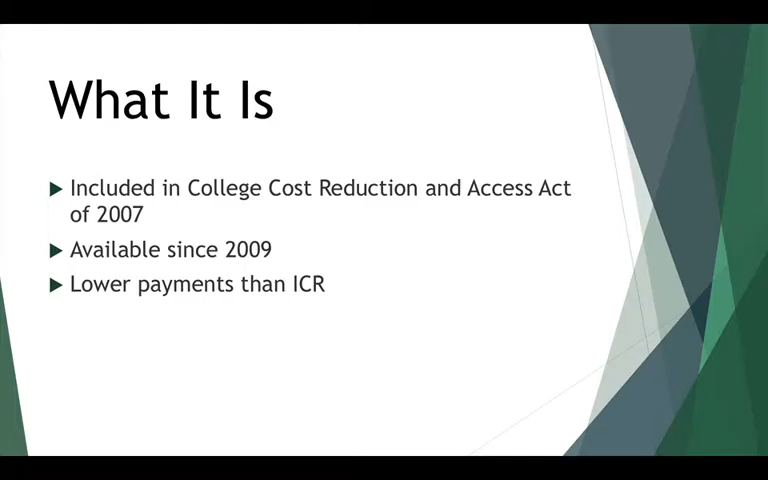 What It Is
Included in College Cost Reduction and Access Act
of 2007
Available since 2009
Lower payments than ICR